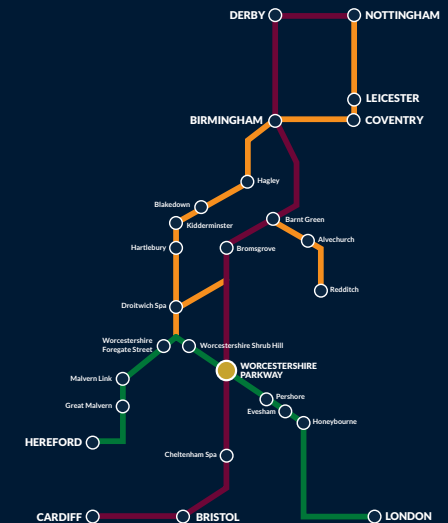 DERBY
NOTTINGHAM
LEICESTER
BIRMINGHAM
COVENTRY
Hagley
Blakedown
Kidderminster
Barnt Green
Hartlebury
Bromsgrove
Alvechurch
Redditch
Droitwich Spa
Worcestershire
Foregate Street
Worcestershire Shrub Hill
WORCESTERSHIRE
PARKWAY
Malvern Link
Pershore
Great Malvern
Evesham
Honeybourne
HEREFORD
Cheltenham Spa
CARDIFF
BRISTOL
LONDON